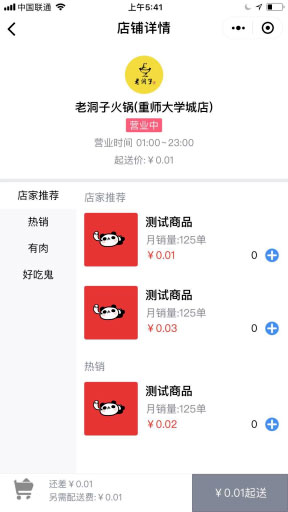 中国联通
上午5:41
店铺详情
老洞子
老洞子火锅(重师大学城店)
营业中
营业时间 01:00~23:00
起送价:￥0.01
店家推荐
热销
有肉
好吃鬼
店家推荐
测试商品
月销量:125单
￥0.01
0
测试商品
月销量:125单
￥0.03
0
热销
测试商品
月销量:125单
￥0.02
0
还差￥0.01
另需配送费:￥0.01
￥0.01起送